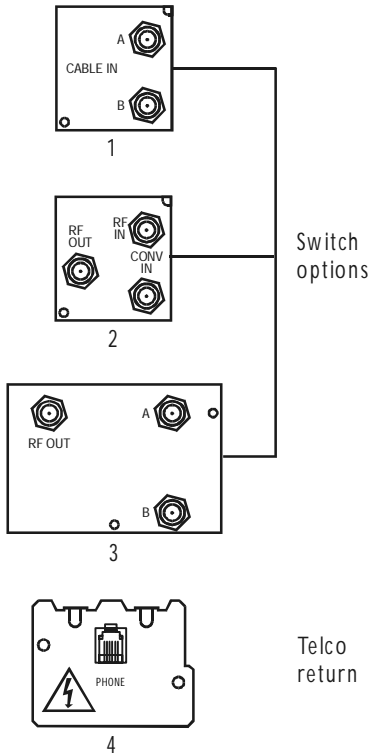 A
CABLE IN
B
1
RF
OUT
RF
IN
CONV
IN
2
Switch
options
A
RF OUT
B
3
PHONE
Telco
return
4